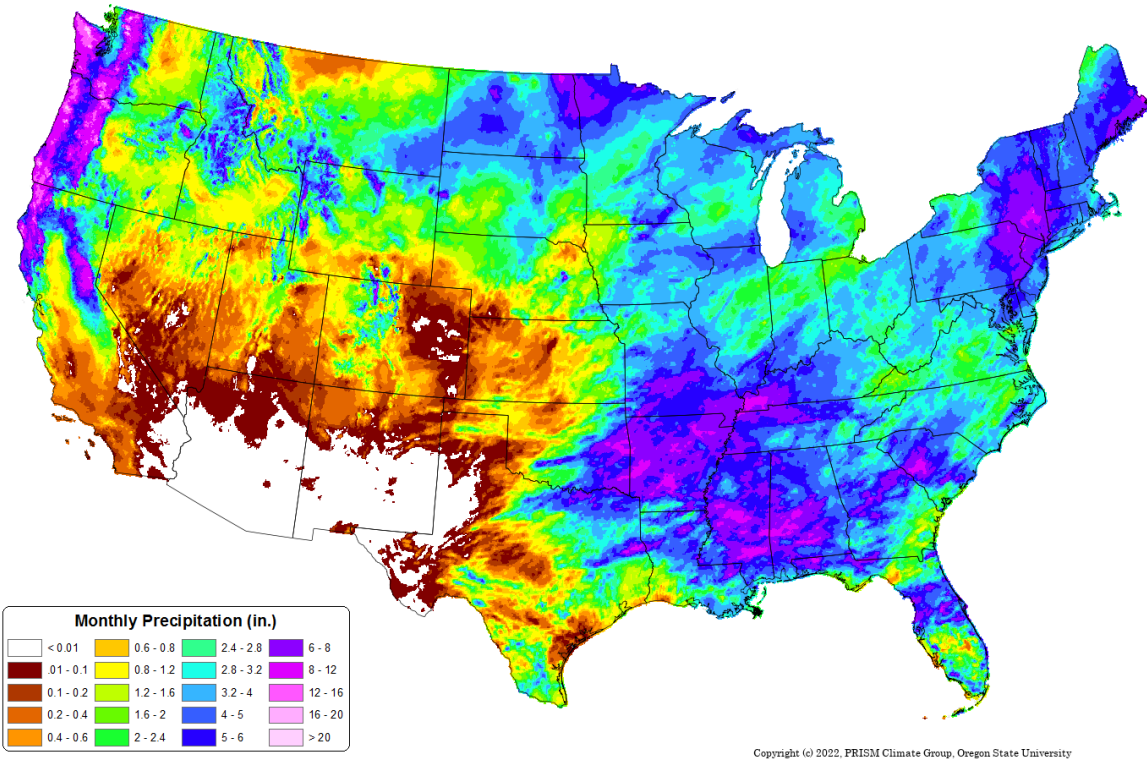 Monthly Precipitation (in.)
< 0.01 0.6 - 0.8 2.4 - 2.8 6 - 8
.01 - 0.1 0.8 - 1.2 2.8 - 3.2 8 - 12
0.1 - 0.2 1.2 - 1.6 3.2 - 4 12 - 16
0.2 - 0.4 1.6 - 2 4 - 5 16 - 20
0.4 - 0.6 2 - 2.4 5 - 6 > 20
Copyright (c) 2022, PRISM Climate Group, Oregon State University